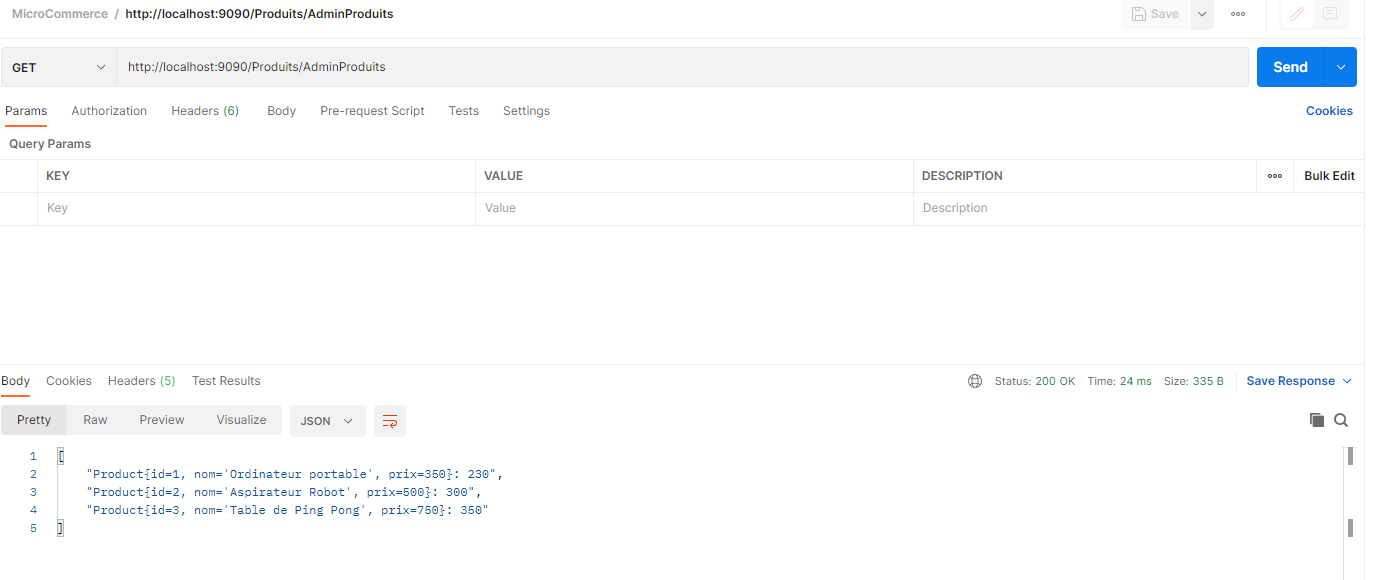 MicroCommerce / http://localhost:9090/Produits/AdminProduits
Save
GET
http://localhost:9090/Produits/AdminProduits
Send
Params Authorization Headers (6) Body Pre-request Script Tests Settings Cookies
Query Params
KEY VALUE DESCRIPTION Bulk Edit
Key Value Description
Body Cookies Headers (5) Test Results Status: 200 OK Time: 24 ms Size: 335 B Save Response
Pretty Raw Preview Visualize JSON
1 [
2 "Product{id=1, nom='Ordinateur portable', prix=350}: 230",
3 "Product{id=2, nom='Aspirateur Robot', prix=500}: 300",
4 "Product{id=3, nom='Table de Ping Pong', prix=750}: 350"
5 ]